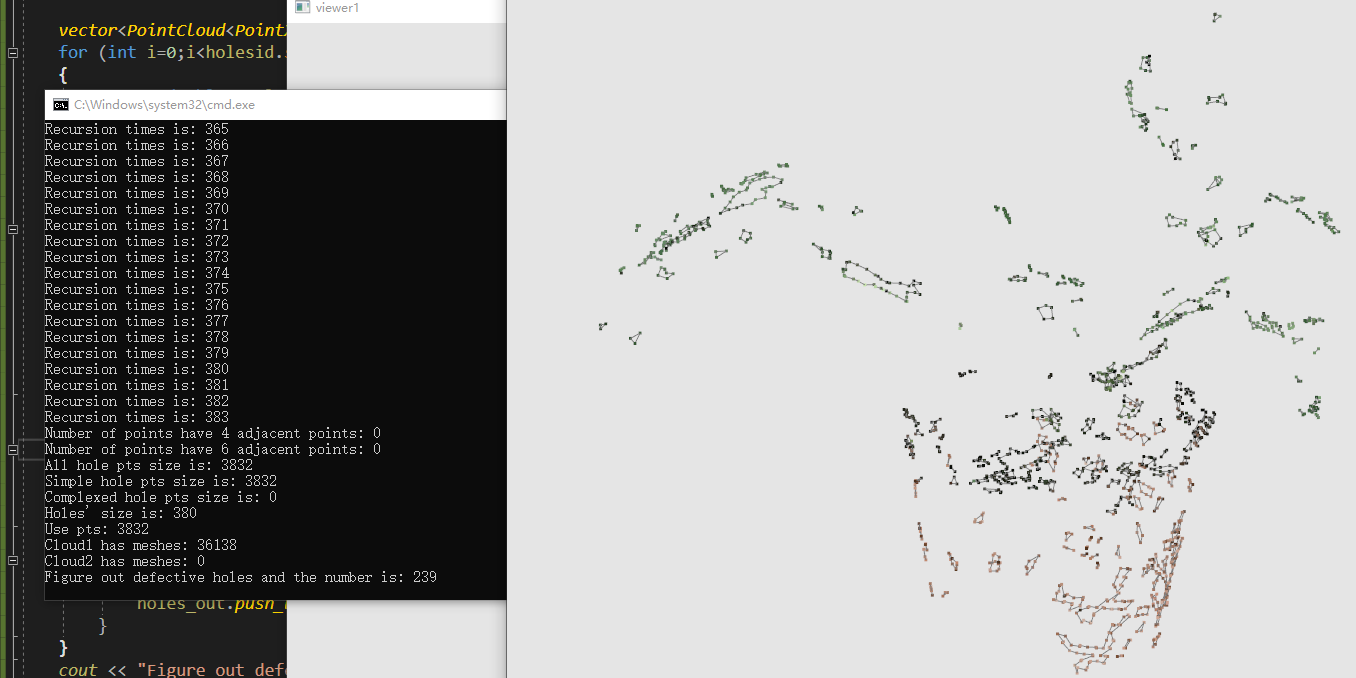 viewer1
vector<PointCloud<Point
for (int i=0;i<holesid.
{
C:\Windows\system32\cmd.exe
Recursion times is: 365
Recursion times is: 366
Recursion times is: 367
Recursion times is: 368
Recursion times is: 369
Recursion times is: 370
Recursion times is: 371
Recursion times is: 372
Recursion times is: 373
Recursion times is: 374
Recursion times is: 375
Recursion times is: 376
Recursion times is: 377
Recursion times is: 378
Recursion times is: 379
Recursion times is: 380
Recursion times is: 381
Recursion times is: 382
Recursion times is: 383
Number of points have 4 adjacent points: 0
Number of points have 6 adjacent points: 0
All hole pts size is: 3832
Simple hole pts size is: 3832
Complexed hole pts size is: 0
Holes' size is: 380
Use pts: 3832
Cloud1 has meshes: 36138
Cloud2 has meshes: 0
Figure out defective holes and the number is: 239
holes_out.push_
}
}
cout << "Figure out def